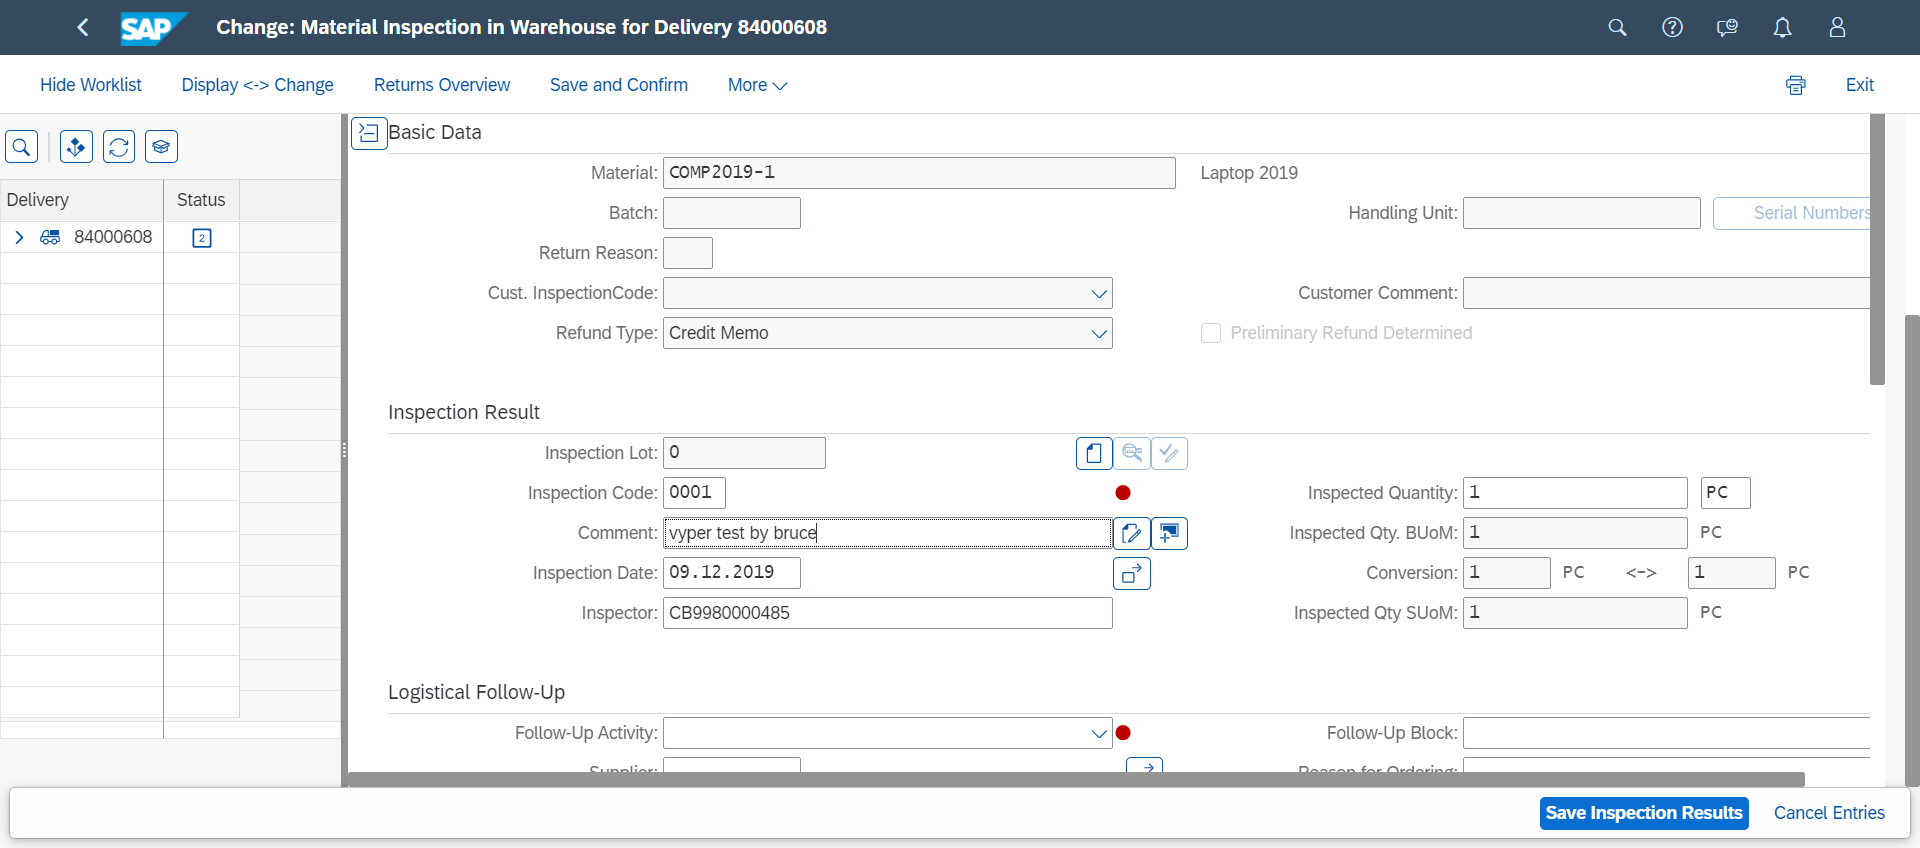 SAP Change: Material Inspection in Warehouse for Delivery 84000608
Hide Worklist Display <-> Change Returns Overview Save and Confirm More Exit
Basic Data
Material: COMP2019-1 Laptop 2019
Delivery Status
Batch: Handling Unit: Serial Numbers
84000608 2
Return Reason:
Cust. InspectionCode: Customer Comment:
Refund Type: Credit Memo Preliminary Refund Determined
Inspection Result
Inspection Lot: 0
Inspection Code: 0001 Inspected Quantity: 1 PC
Comment: vyper test by bruce Inspected Qty. BUoM: 1 PC
Inspection Date: 09.12.2019 Conversion: 1 PC <-> 1 PC
Inspector: CB9980000485 Inspected Qty SUoM: 1 PC
Logistical Follow-Up
Follow-Up Activity: Follow-Up Block:
Supplier: Reason for Ordering:
Save Inspection Results Cancel Entries